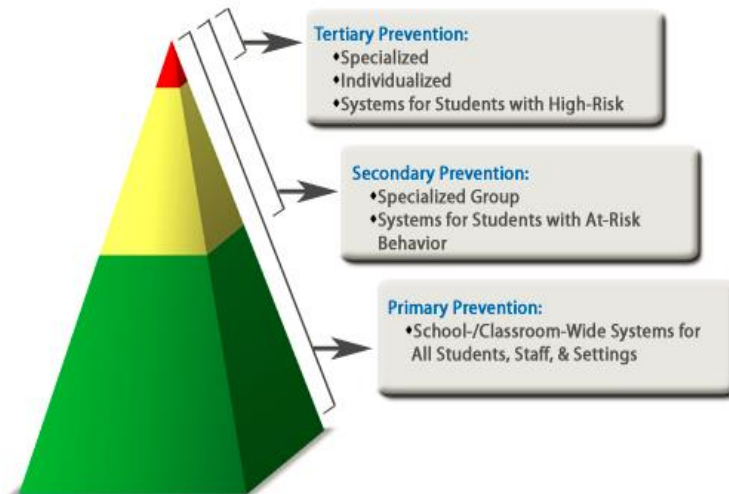 Tertiary Prevention:
♦Specialized
♦Individualized
♦Systems for Students with High-Risk
Secondary Prevention:
♦Specialized Group
♦Systems for Students with At-Risk
Behavior
Primary Prevention:
♦School-/Classroom-Wide Systems for
All Students, Staff, & Settings